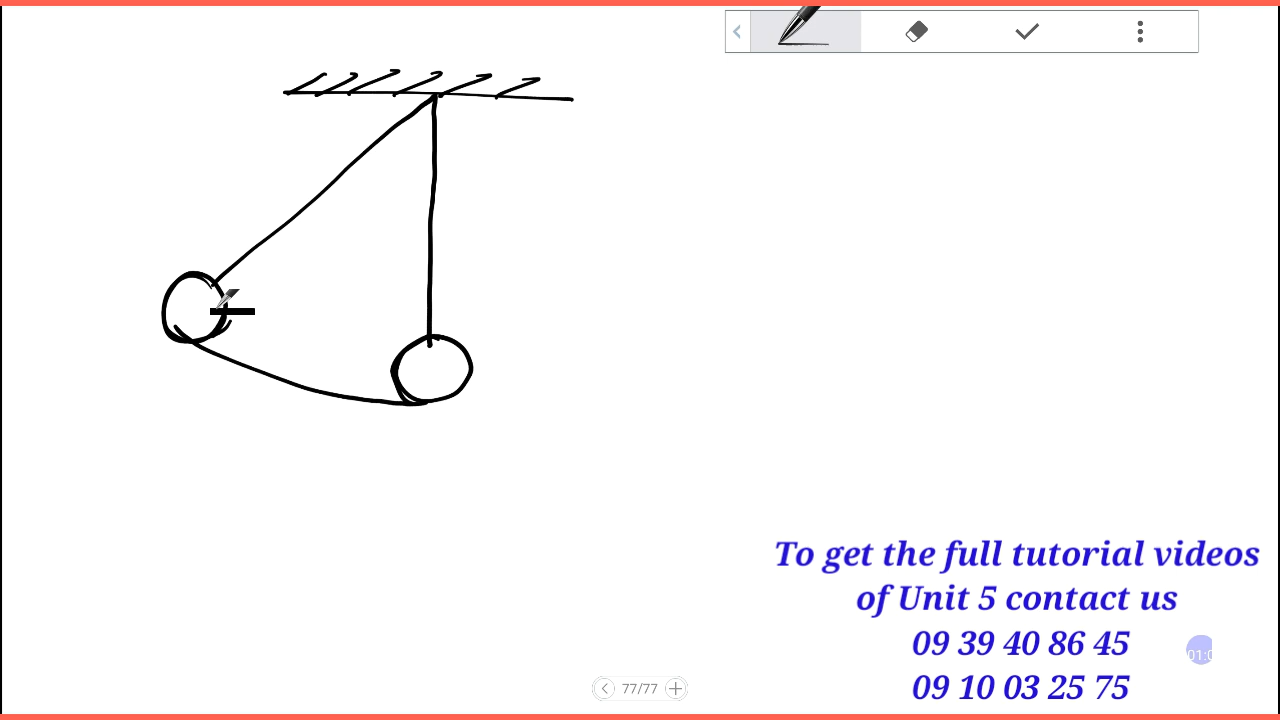 77/77
To get the full tutorial videos
of Unit 5 contact us
09 39 40 86 45
09 10 03 25 75